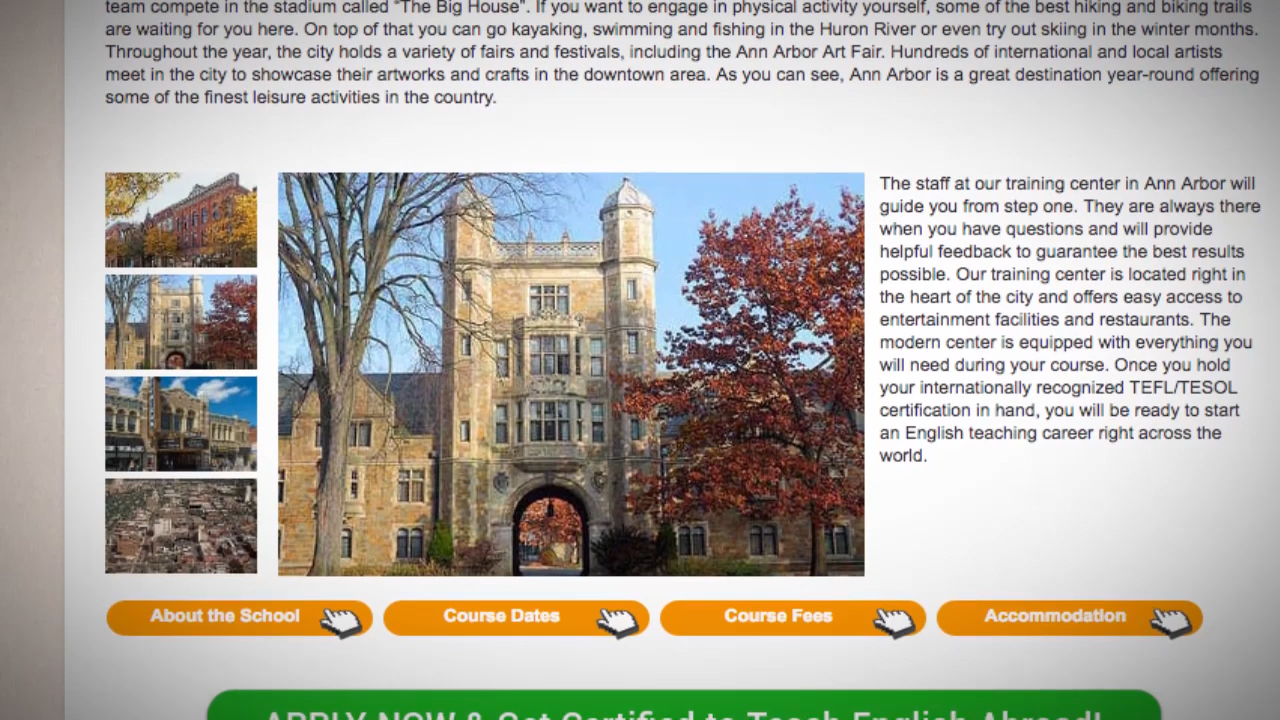 team compete in the stadium called "The Big House". If you want to engage in physical activity yourself, some of the best hiking and biking trails
are waiting for you here. On top of that you can go kayaking, swimming and fishing in the Huron River or even try out skiing in the winter months.
Throughout the year, the city holds a variety of fairs and festivals, including the Ann Arbor Art Fair. Hundreds of international and local artists
meet in the city to showcase their artworks and crafts in the downtown area. As you can see, Ann Arbor is a great destination year-round offering
some of the finest leisure activities in the country.
The staff at our training center in Ann Arbor will
guide you from step one. They are always there
when you have questions and will provide
helpful feedback to guarantee the best results
possible. Our training center is located right in
the heart of the city and offers easy access to
entertainment facilities and restaurants. The
modern center is equipped with everything you
will need during your course. Once you hold
your internationally recognized TEFL/TESOL
certification in hand, you will be ready to start
an English teaching career right across the
world.
About the School
Course Dates
Course Fees
Accommodation
APPLY NOW & Get Certified to Teach English Abroad!